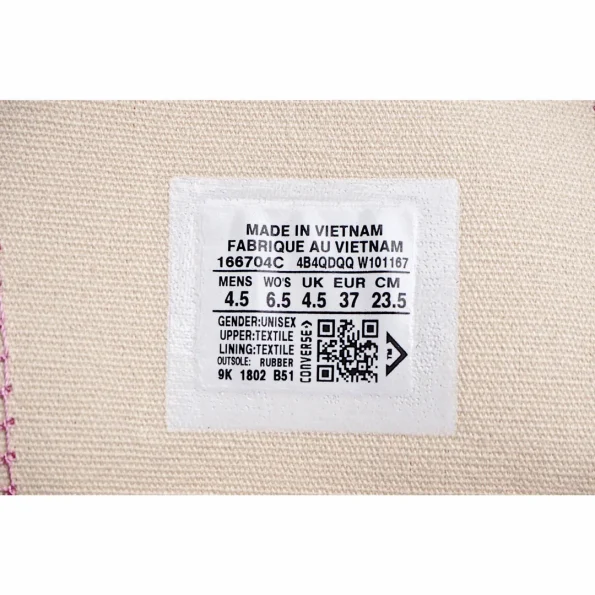 MADE IN VIETNAM
FABRIQUE AU VIETNAM
166704C 4B4QDQQ W101167
MENS WO'S UK EUR CM
4.5 6.5 4.5 37 23.5
GENDER:UNISEX
UPPER:TEXTILE
LINING:TEXTILE
OUTSOLE: RUBBER
9K 1802 B51
CONVERSE
TM